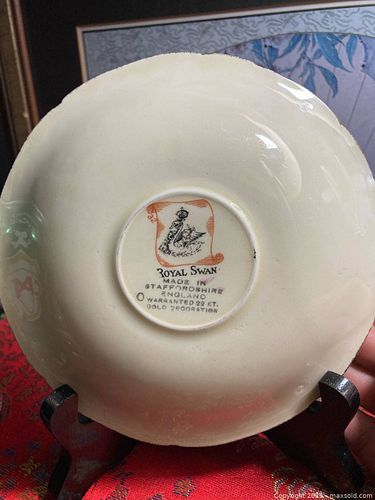 ROYAL SWAN
MADE IN
STAFFORDSHIRE
ENGLAND
WARRANTED 22 KT.
GOLD DECORATION
Copyright 2023 - maxsold.com